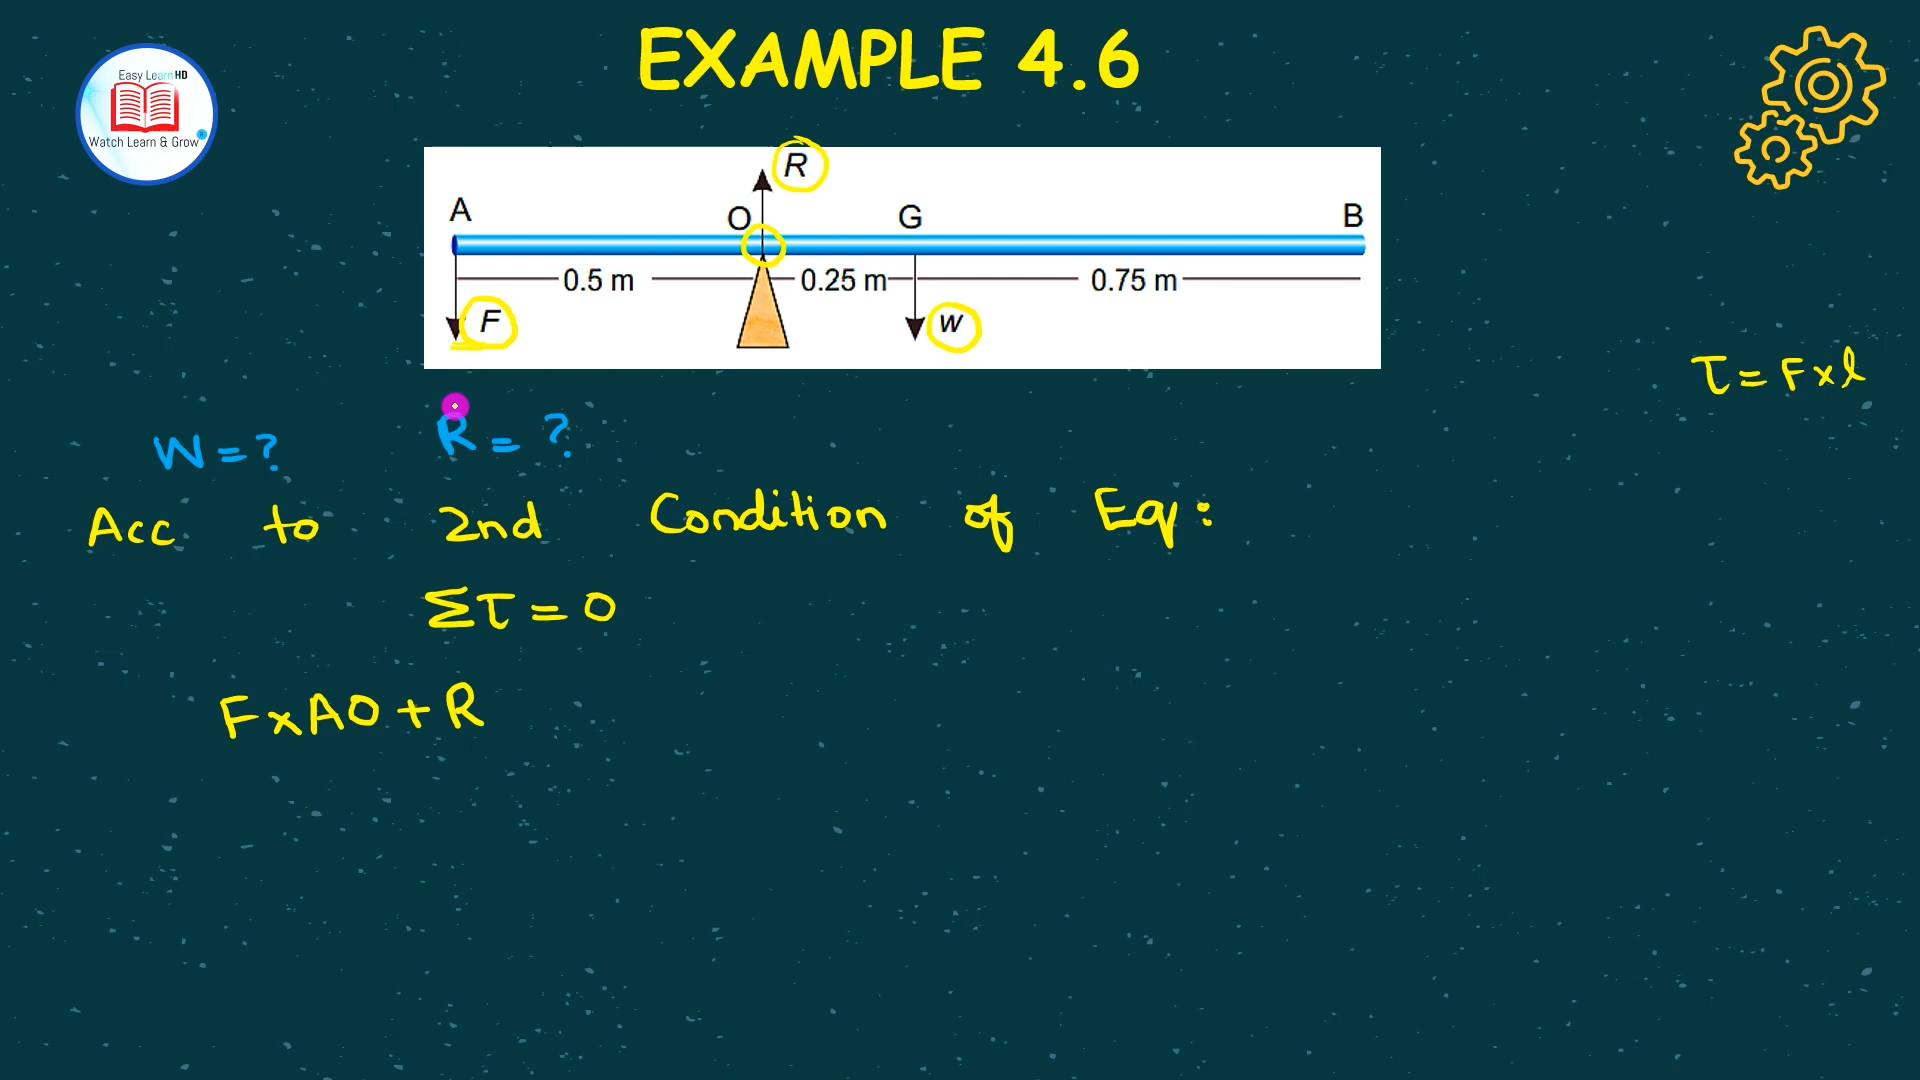 EXAMPLE 4.6
Easy Learn HD
Watch Learn & Grow
R
A O G B
0.5 m 0.25 m 0.75 m
F w
τ = F x l
W = ? R = ?
Acc to 2nd Condition of Eq:
Στ = 0
F x AO + R